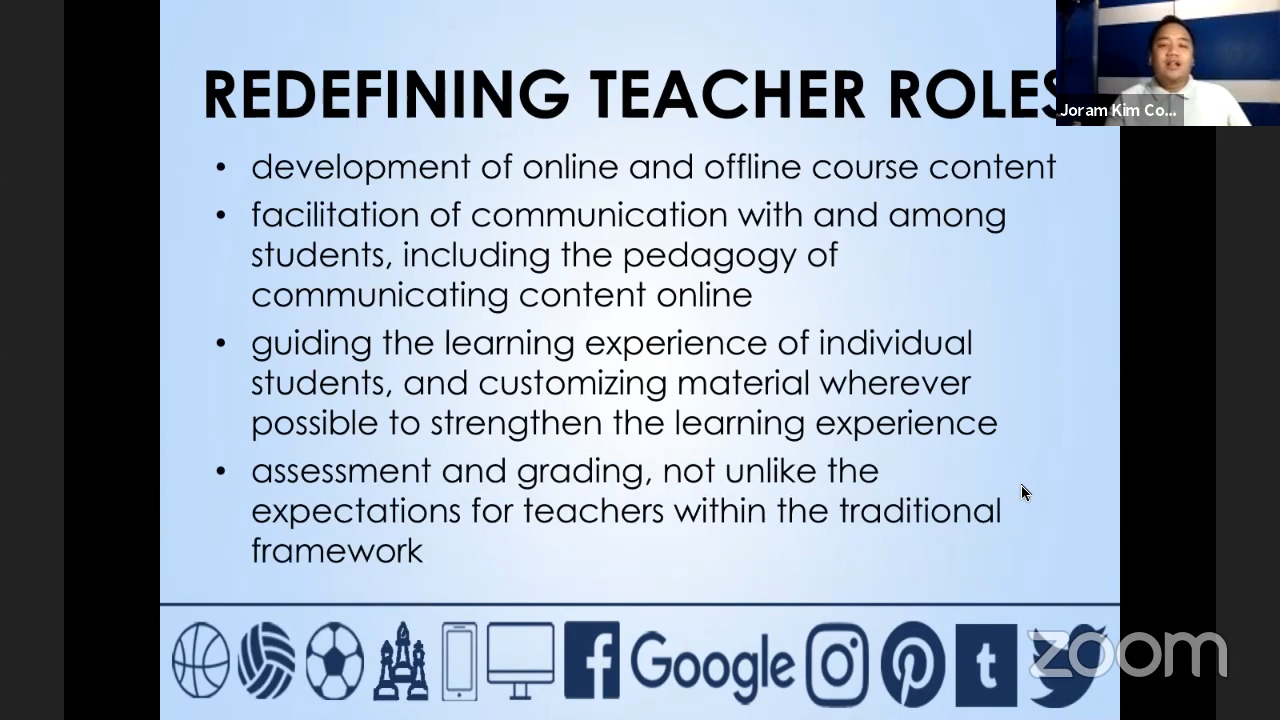 REDEFINING TEACHER ROLES
Joram Kim Co...
• development of online and offline course content
• facilitation of communication with and among
students, including the pedagogy of
communicating content online
• guiding the learning experience of individual
students, and customizing material wherever
possible to strengthen the learning experience
• assessment and grading, not unlike the
expectations for teachers within the traditional
framework
f Google t
zoom